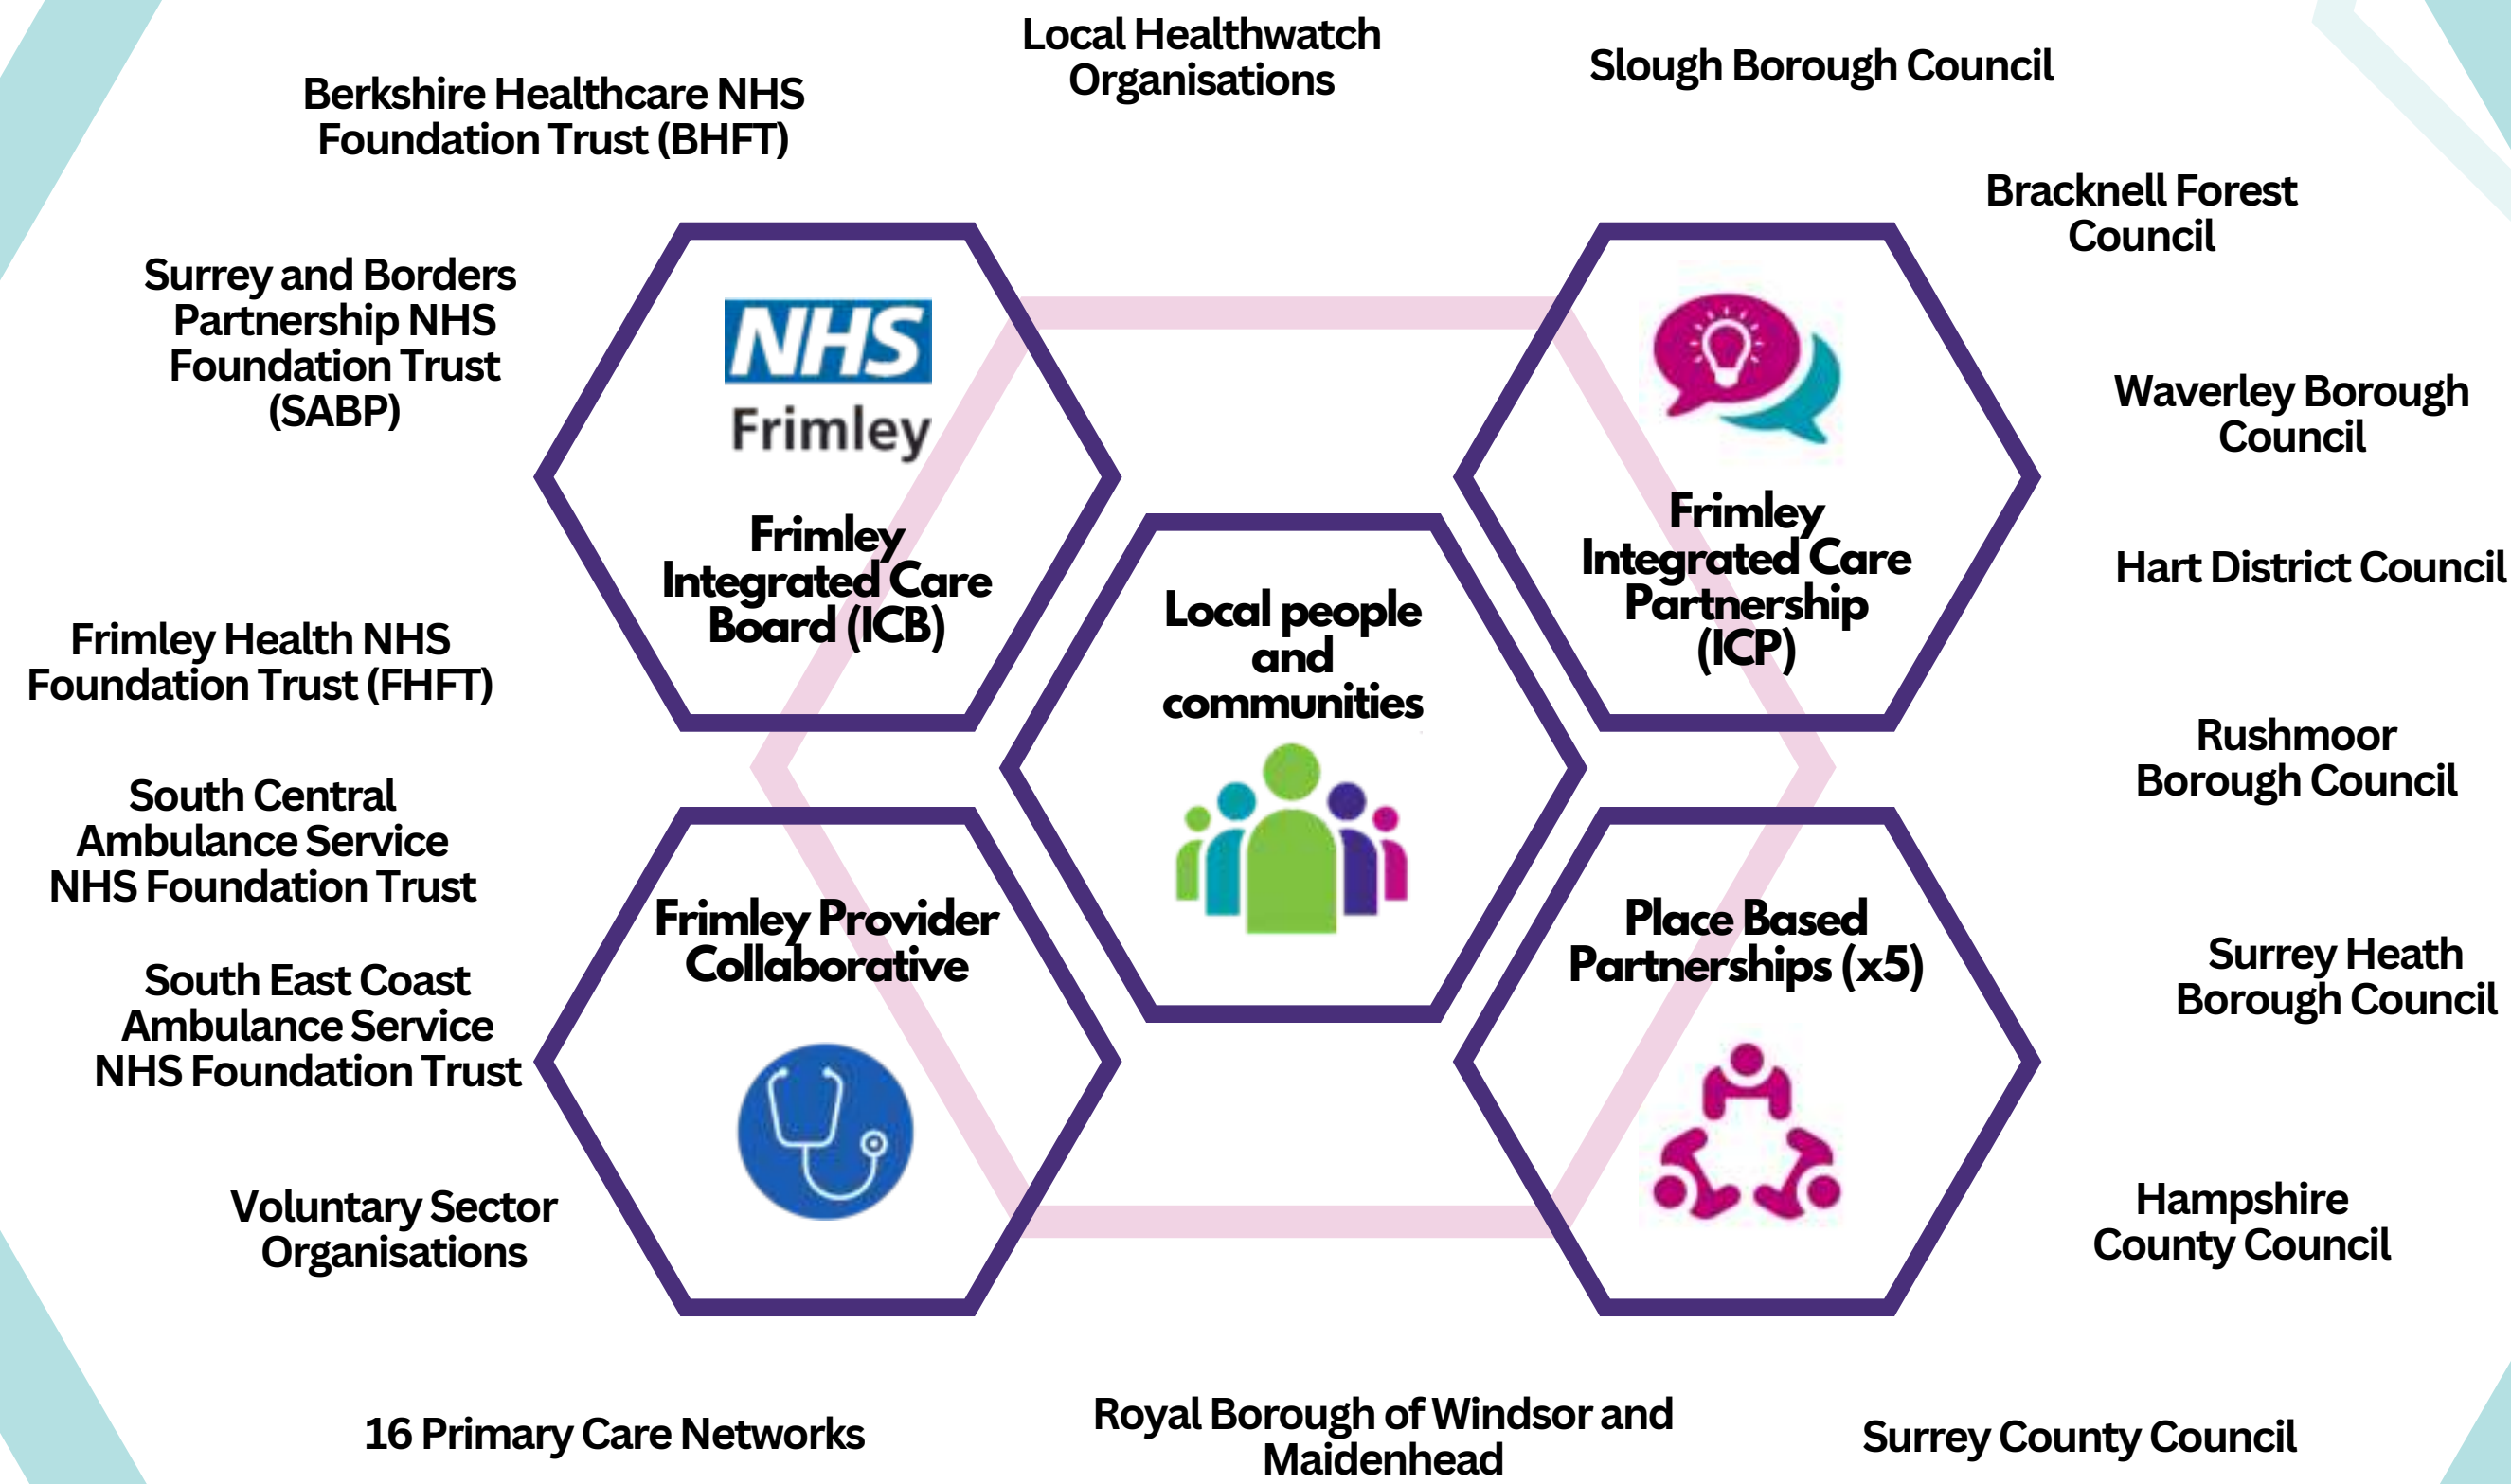 Local Healthwatch
Organisations
Slough Borough Council
Berkshire Healthcare NHS
Foundation Trust (BHFT)
Bracknell Forest
Council
Surrey and Borders
Partnership NHS
Foundation Trust
(SABP)
NHS
Frimley
Frimley
Integrated Care
Board (ICB)
Frimley
Integrated Care
Partnership
(ICP)
Waverley Borough
Council
Hart District Council
Local people
and
communities
Frimley Health NHS
Foundation Trust (FHFT)
Rushmoor
Borough Council
South Central
Ambulance Service
NHS Foundation Trust
Frimley Provider
Collaborative
Place Based
Partnerships (x5)
Surrey Heath
Borough Council
South East Coast
Ambulance Service
NHS Foundation Trust
Voluntary Sector
Organisations
Hampshire
County Council
16 Primary Care Networks
Royal Borough of Windsor and
Maidenhead
Surrey County Council